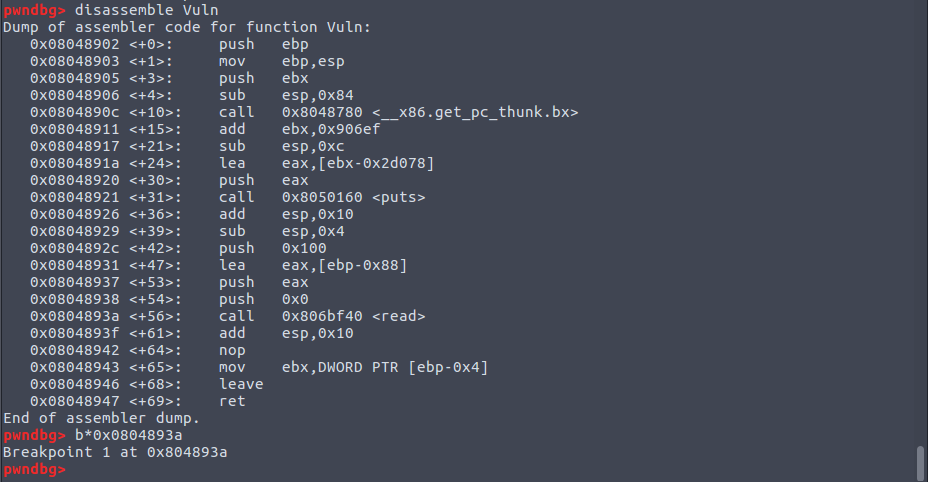 pwndbg> disassemble Vuln
Dump of assembler code for function Vuln:
   0x08048902 <+0>:     push   ebp
   0x08048903 <+1>:     mov    ebp,esp
   0x08048905 <+3>:     push   ebx
   0x08048906 <+4>:     sub    esp,0x84
   0x0804890c <+10>:    call   0x8048780 <__x86.get_pc_thunk.bx>
   0x08048911 <+15>:    add    ebx,0x906ef
   0x08048917 <+21>:    sub    esp,0xc
   0x0804891a <+24>:    lea    eax,[ebx-0x2d078]
   0x08048920 <+30>:    push   eax
   0x08048921 <+31>:    call   0x8050160 <puts>
   0x08048926 <+36>:    add    esp,0x10
   0x08048929 <+39>:    sub    esp,0x4
   0x0804892c <+42>:    push   0x100
   0x08048931 <+47>:    lea    eax,[ebp-0x88]
   0x08048937 <+53>:    push   eax
   0x08048938 <+54>:    push   0x0
   0x0804893a <+56>:    call   0x806bf40 <read>
   0x0804893f <+61>:    add    esp,0x10
   0x08048942 <+64>:    nop
   0x08048943 <+65>:    mov    ebx,DWORD PTR [ebp-0x4]
   0x08048946 <+68>:    leave
   0x08048947 <+69>:    ret
End of assembler dump.
pwndbg> b*0x0804893a
Breakpoint 1 at 0x804893a
pwndbg>